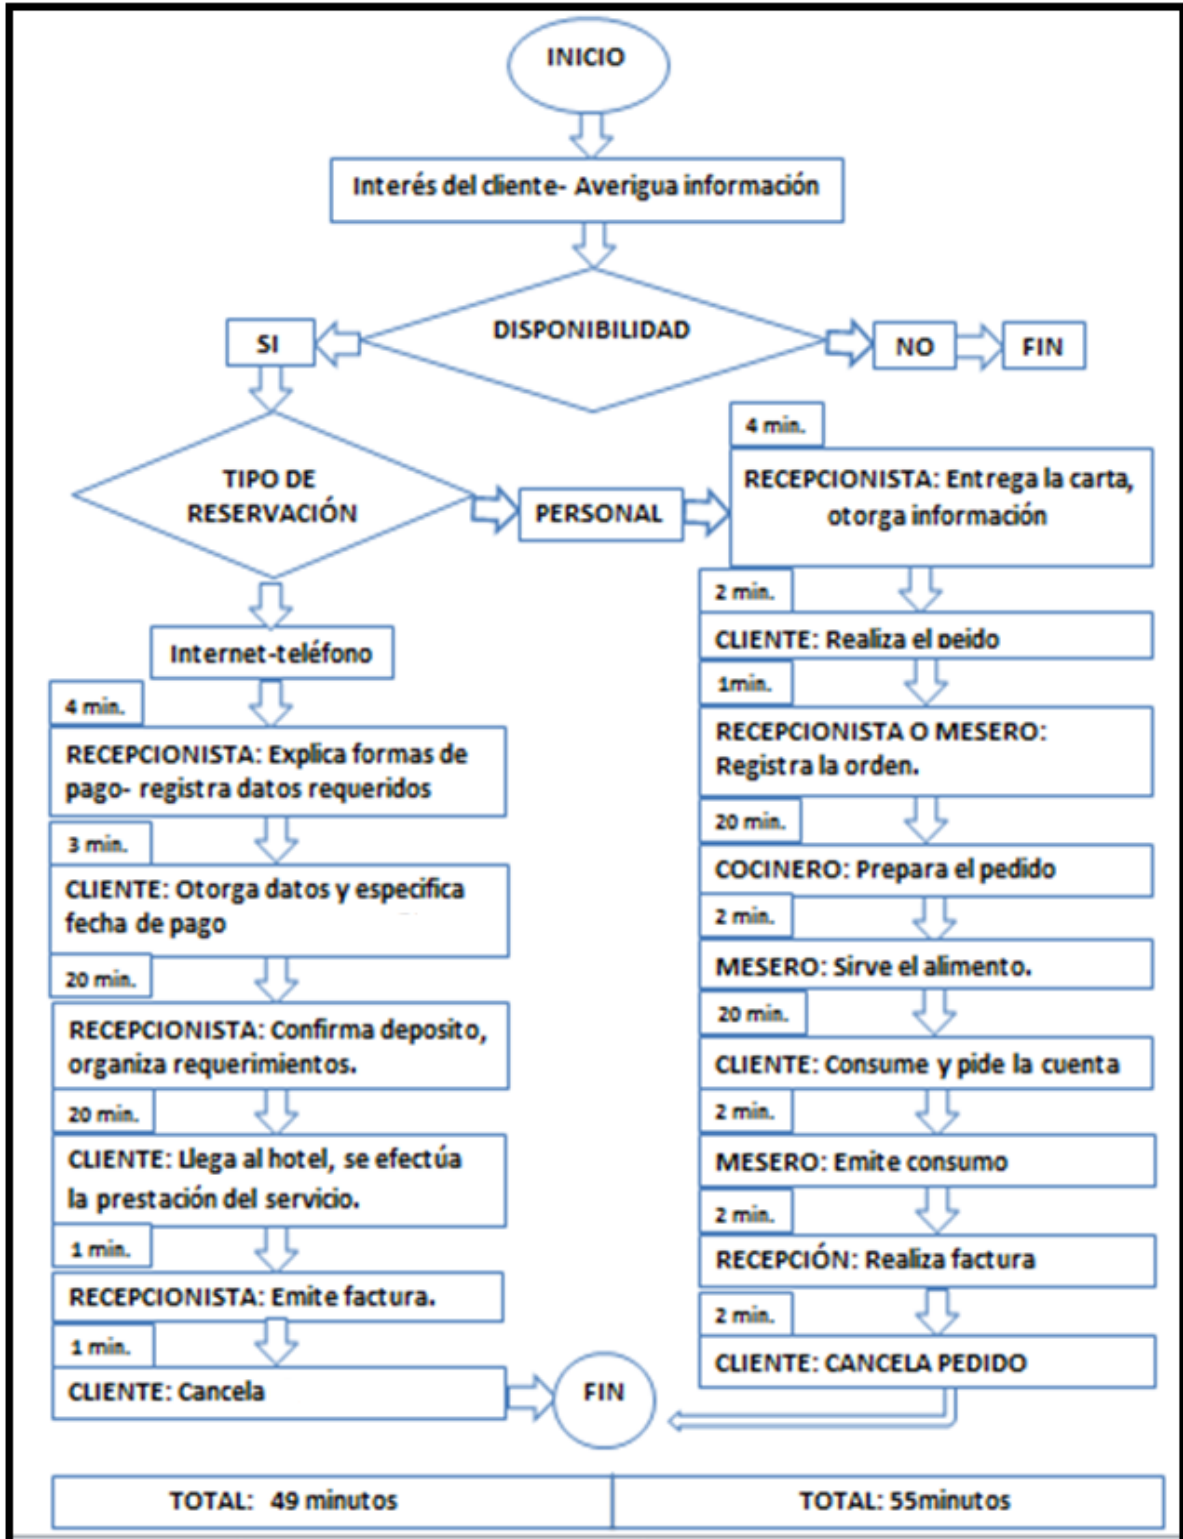 INICIO
Interés del cliente- Averigua información
DISPONIBILIDAD
SI
NO
FIN
TIPO DE
RESERVACIÓN
PERSONAL
4 min.
RECEPCIONISTA: Entrega la carta,
otorga información
2 min.
CLIENTE: Realiza el peido
1min.
RECEPCIONISTA O MESERO:
Registra la orden.
20 min.
COCINERO: Prepara el pedido
2 min.
MESERO: Sirve el alimento.
20 min.
CLIENTE: Consume y pide la cuenta
2 min.
MESERO: Emite consumo
2 min.
RECEPCIÓN: Realiza factura
2 min.
CLIENTE: CANCELA PEDIDO
Internet-teléfono
4 min.
RECEPCIONISTA: Explica formas de
pago- registra datos requeridos
3 min.
CLIENTE: Otorga datos y especifica
fecha de pago
20 min.
RECEPCIONISTA: Confirma deposito,
organiza requerimientos.
20 min.
CLIENTE: Llega al hotel, se efectúa
la prestación del servicio.
1 min.
RECEPCIONISTA: Emite factura.
1 min.
CLIENTE: Cancela
FIN
TOTAL: 49 minutos
TOTAL: 55minutos